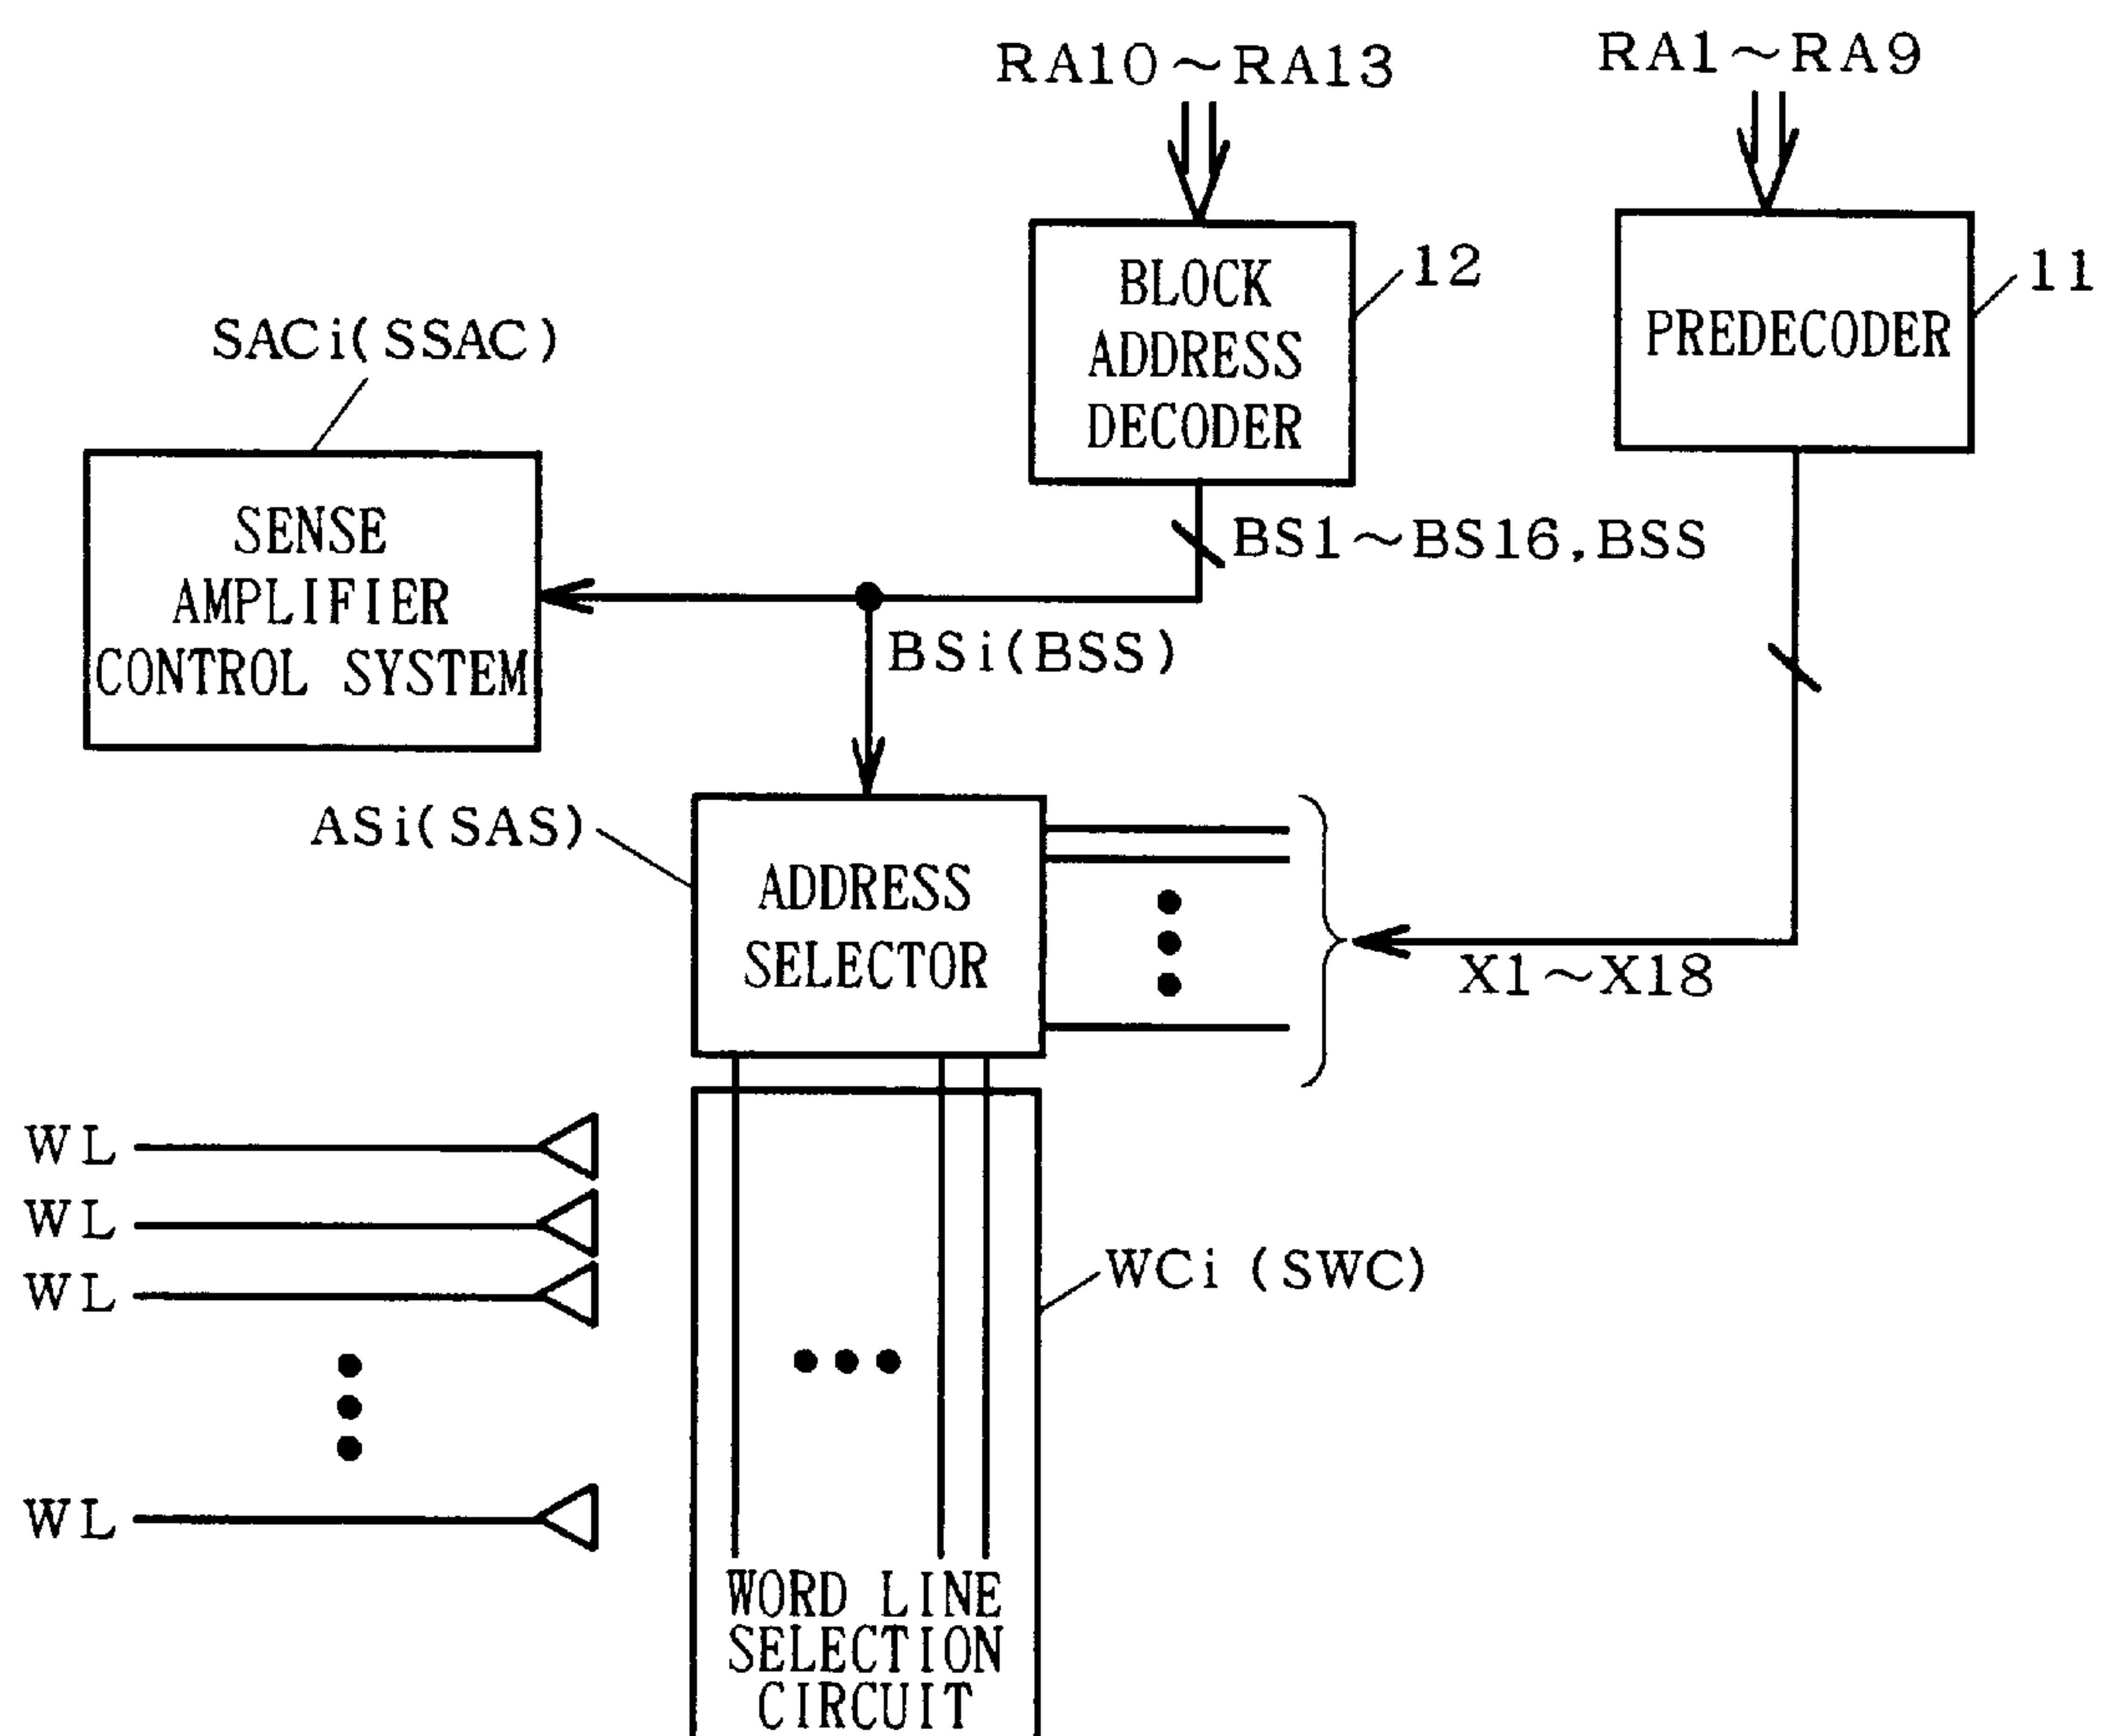 RA10~RA13
RA1~RA9
BLOCK
ADDRESS
DECODER
12
PREDECODER
11
SACi(SSAC)
SENSE
AMPLIFIER
CONTROL SYSTEM
BS1~BS16,BSS
BSi(BSS)
ASi(SAS)
ADDRESS
SELECTOR
X1~X18
WL
WL
WL
WL
WCi (SWC)
WORD LINE
SELECTION
CIRCUIT